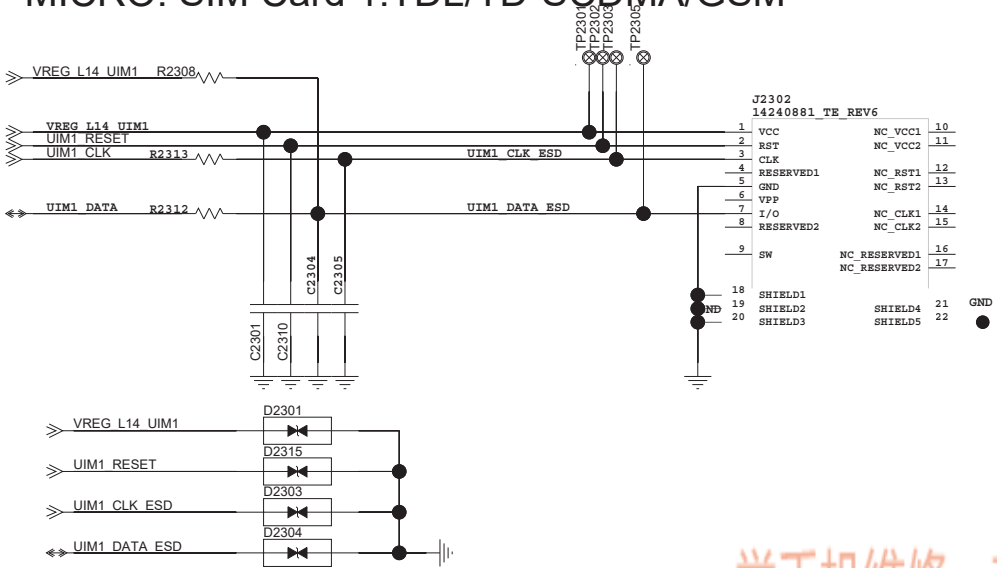 MICRO: SIM Card 1:TDL/TD-SCDMA/GSM
TP2301
TP2302
TP2303
TP2305
VREG_L14_UIM1 R2308
VREG_L14_UIM1
UIM1_RESET
UIM1_CLK R2313 UIM1_CLK_ESD
UIM1_DATA R2312 UIM1_DATA_ESD
J2302
14240881_TE_REV6
1 VCC NC_VCC1 10
2 RST NC_VCC2 11
3 CLK
4 RESERVED1 NC_RST1 12
5 GND NC_RST2 13
6 VPP
7 I/O NC_CLK1 14
8 RESERVED2 NC_CLK2 15
9 SW NC_RESERVED1 16
NC_RESERVED2 17
18 SHIELD1
19 SHIELD2 SHIELD4 21 GND
20 SHIELD3 SHIELD5 22
C2304
C2305
C2301
C2310
D2301
VREG_L14_UIM1
D2315
UIM1_RESET
D2303
UIM1_CLK_ESD
D2304
UIM1_DATA_ESD